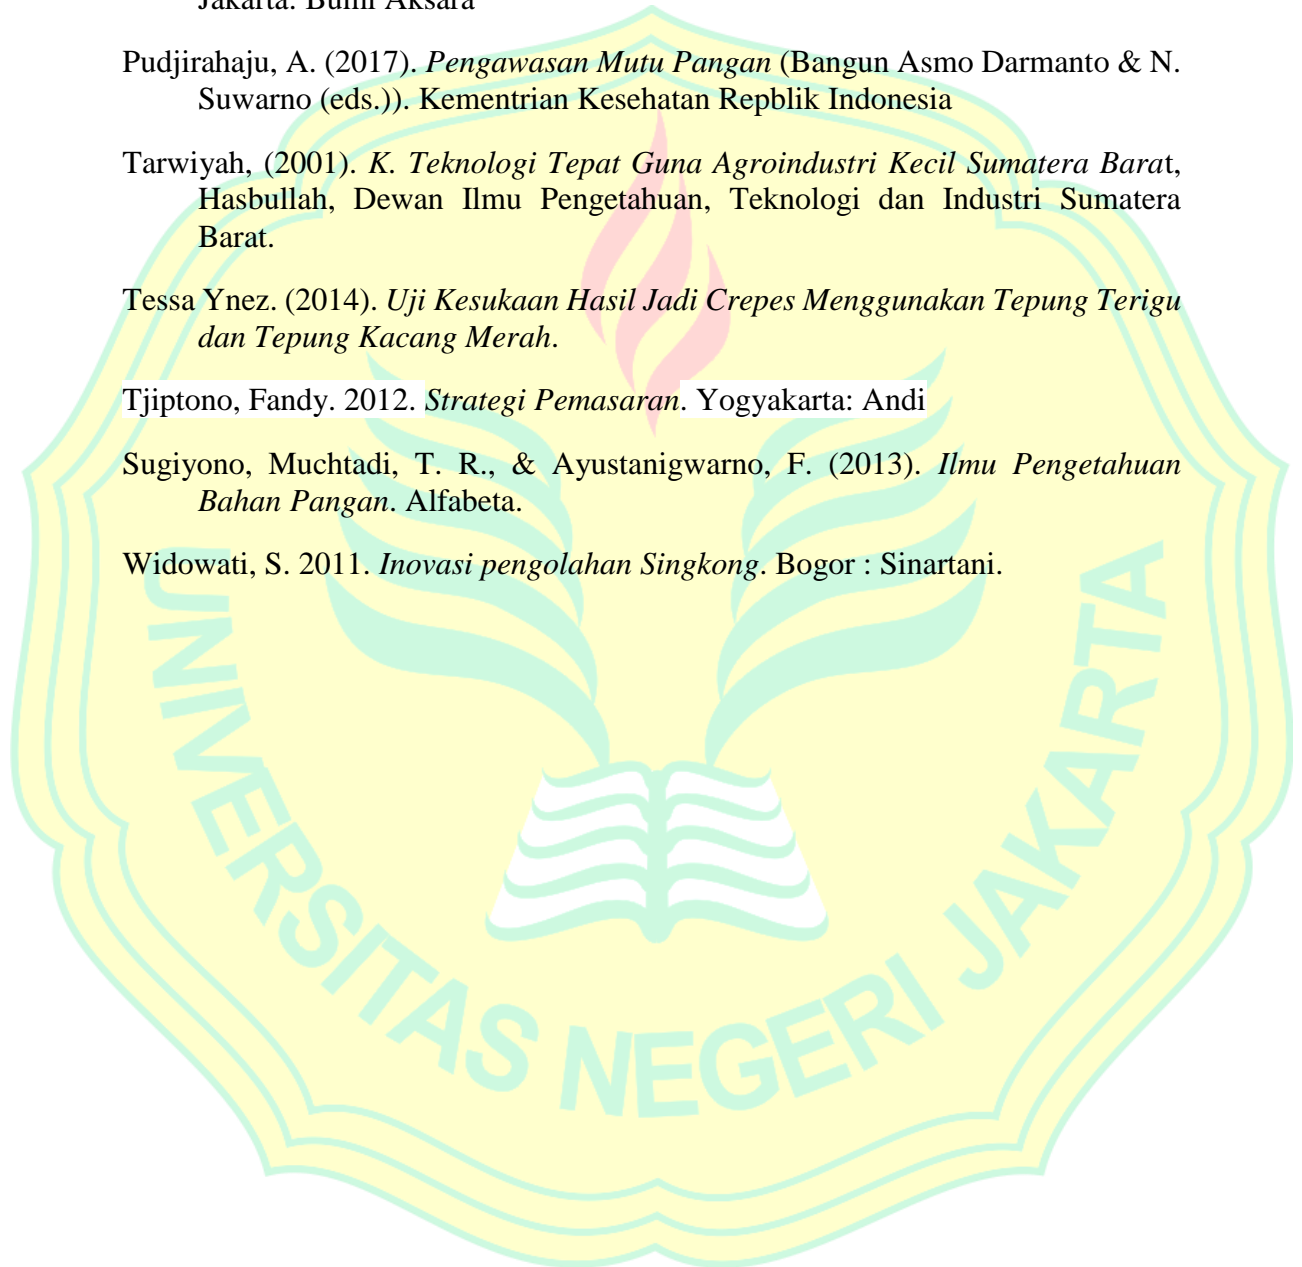 Jakarta: Bumi Aksara
Pudjirahaju, A. (2017). Pengawasan Mutu Pangan (Bangun Asmo Darmanto & N.
Suwarno (eds.)). Kementrian Kesehatan Repblik Indonesia
Tarwiyah, (2001). K. Teknologi Tepat Guna Agroindustri Kecil Sumatera Barat,
Hasbullah, Dewan Ilmu Pengetahuan, Teknologi dan Industri Sumatera
Barat.
Tessa Ynez. (2014). Uji Kesukaan Hasil Jadi Crepes Menggunakan Tepung Terigu
dan Tepung Kacang Merah.
Tjiptono, Fandy. 2012. Strategi Pemasaran. Yogyakarta: Andi
Sugiyono, Muchtadi, T. R., & Ayustanigwarno, F. (2013). Ilmu Pengetahuan
Bahan Pangan. Alfabeta.
Widowati, S. 2011. Inovasi pengolahan Singkong. Bogor : Sinartani.
UNIVERSITAS NEGERI JAKARTA